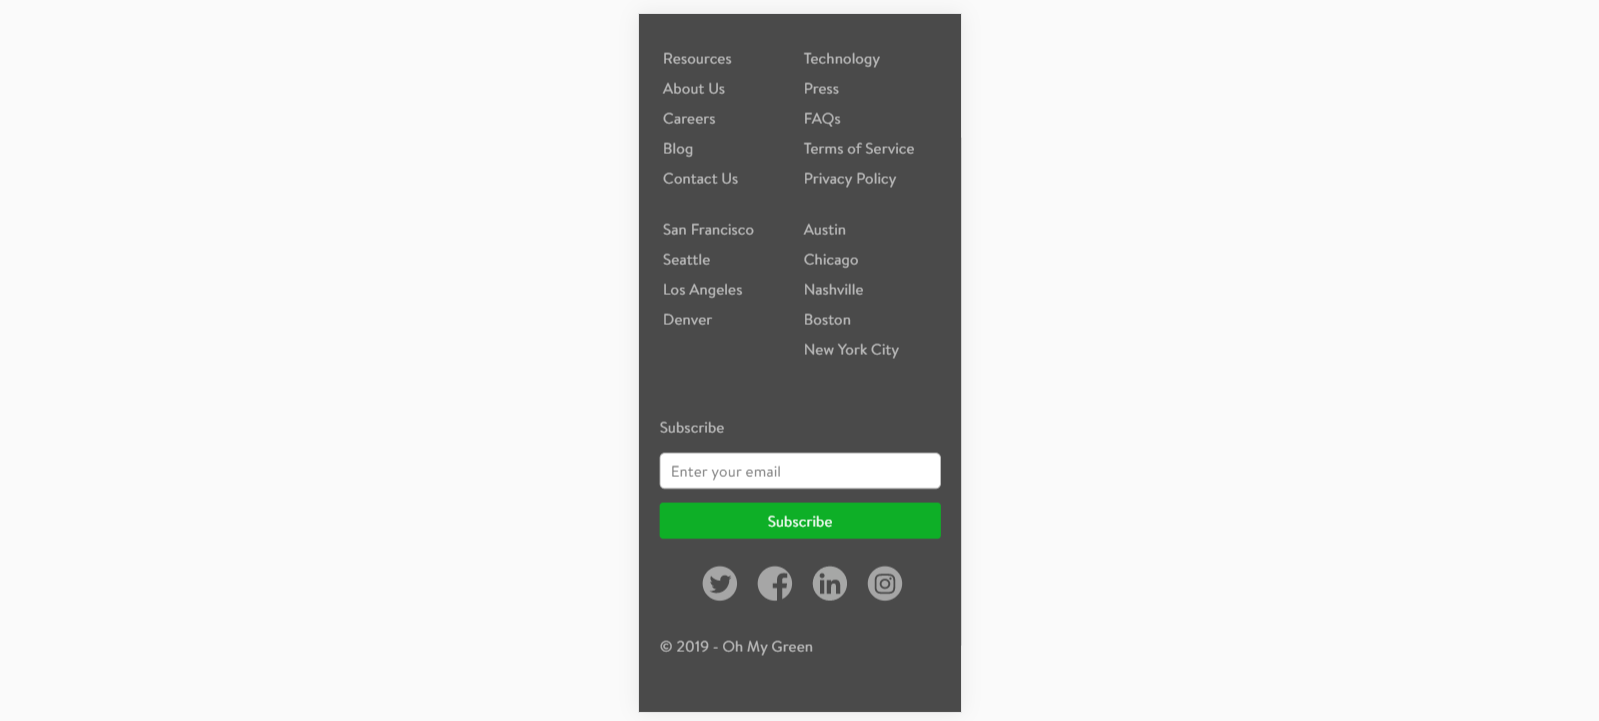 Resources
About Us
Careers
Blog
Contact Us
Technology
Press
FAQs
Terms of Service
Privacy Policy
San Francisco
Seattle
Los Angeles
Denver
Austin
Chicago
Nashville
Boston
New York City
Subscribe
Enter your email
Subscribe
© 2019 - Oh My Green